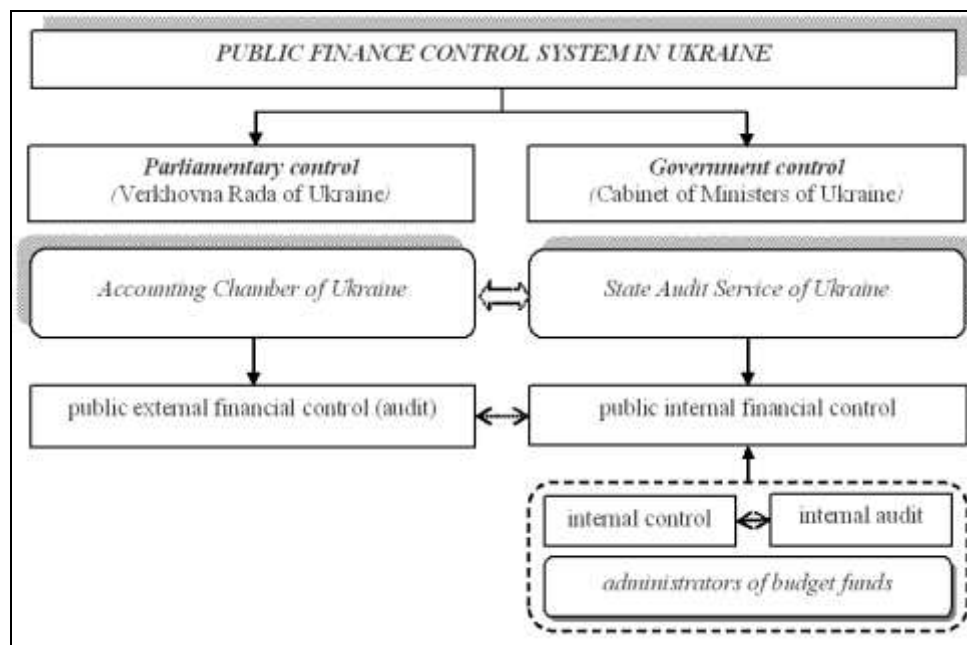 PUBLIC FINANCE CONTROL SYSTEM IN UKRAINE
Parliamentary control
(Verkhovna Rada of Ukraine)
Government control
(Cabinet of Ministers of Ukraine)
Accounting Chamber of Ukraine
State Audit Service of Ukraine
public external financial control (audit)
public internal financial control
internal control
internal audit
administrators of budget funds